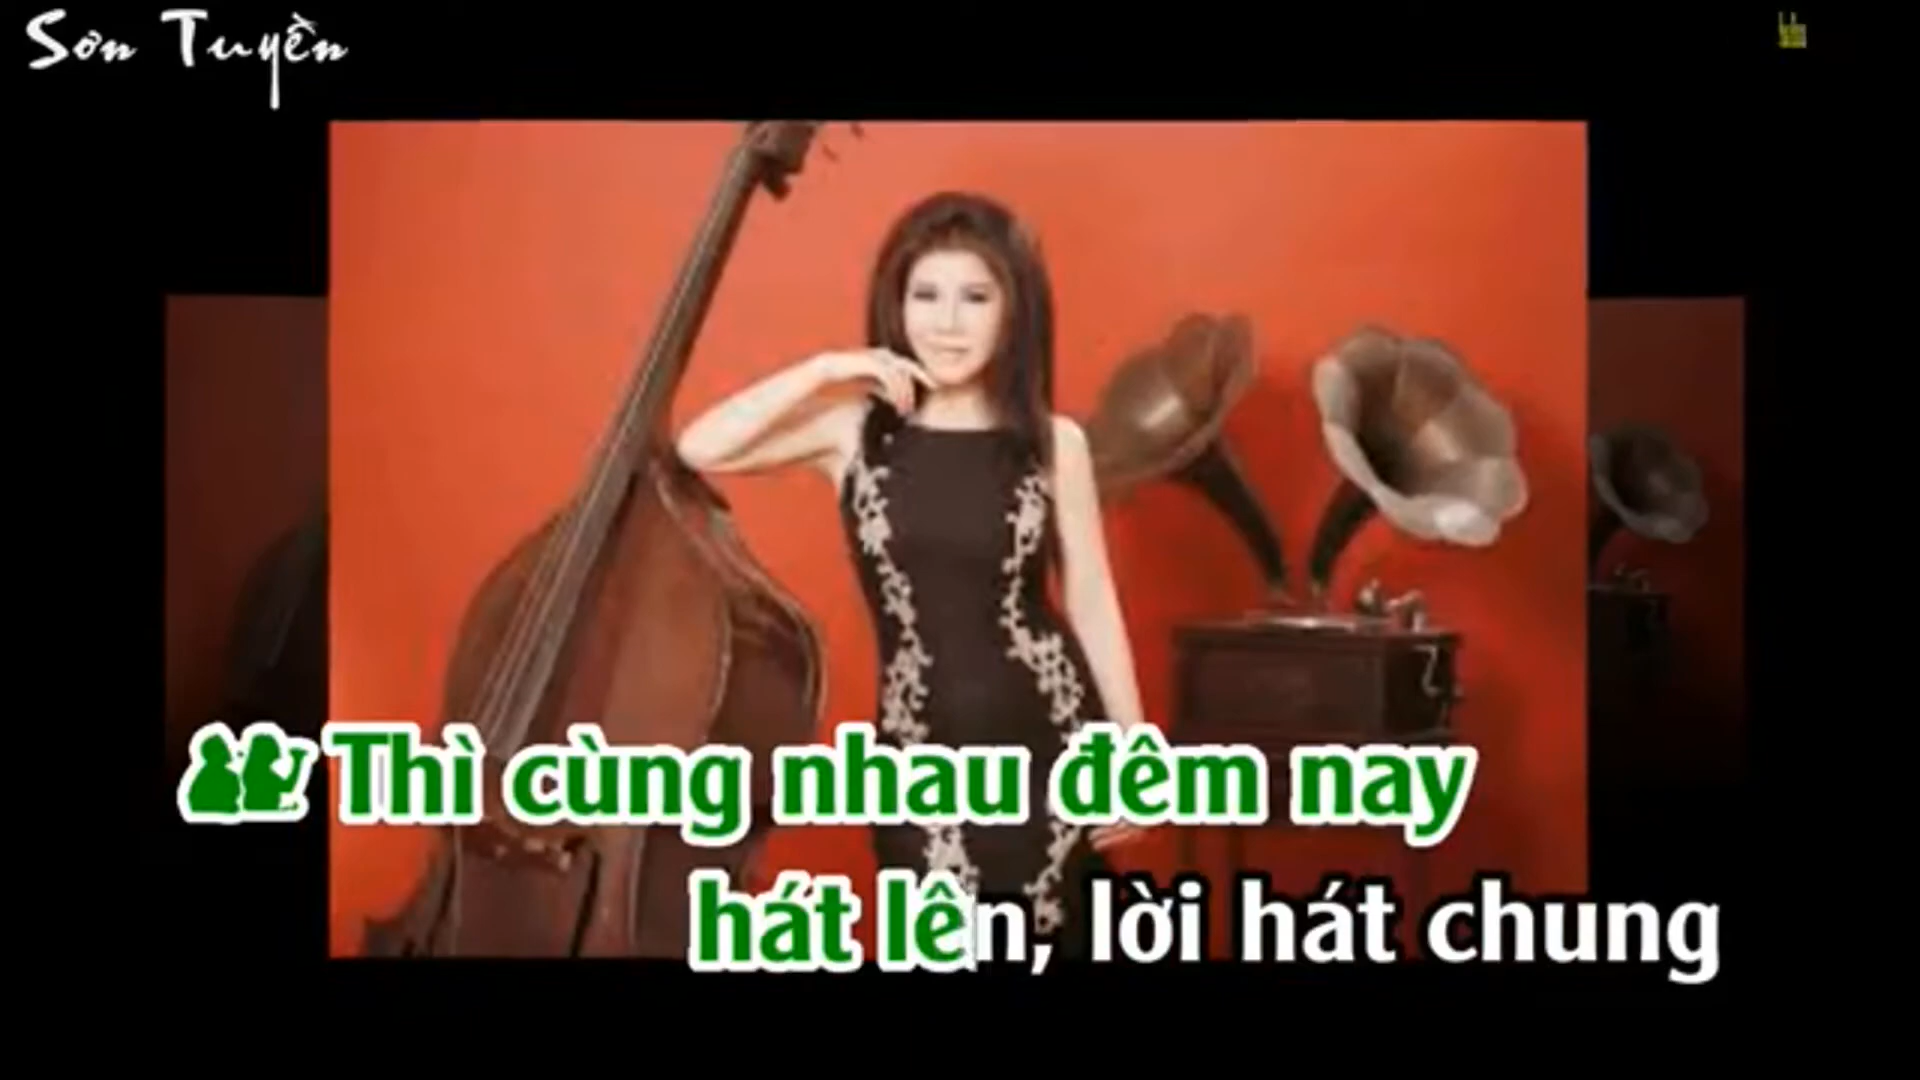 Sơn Tuyền
Thì cùng nhau đêm nay
hát lên, lời hát chung